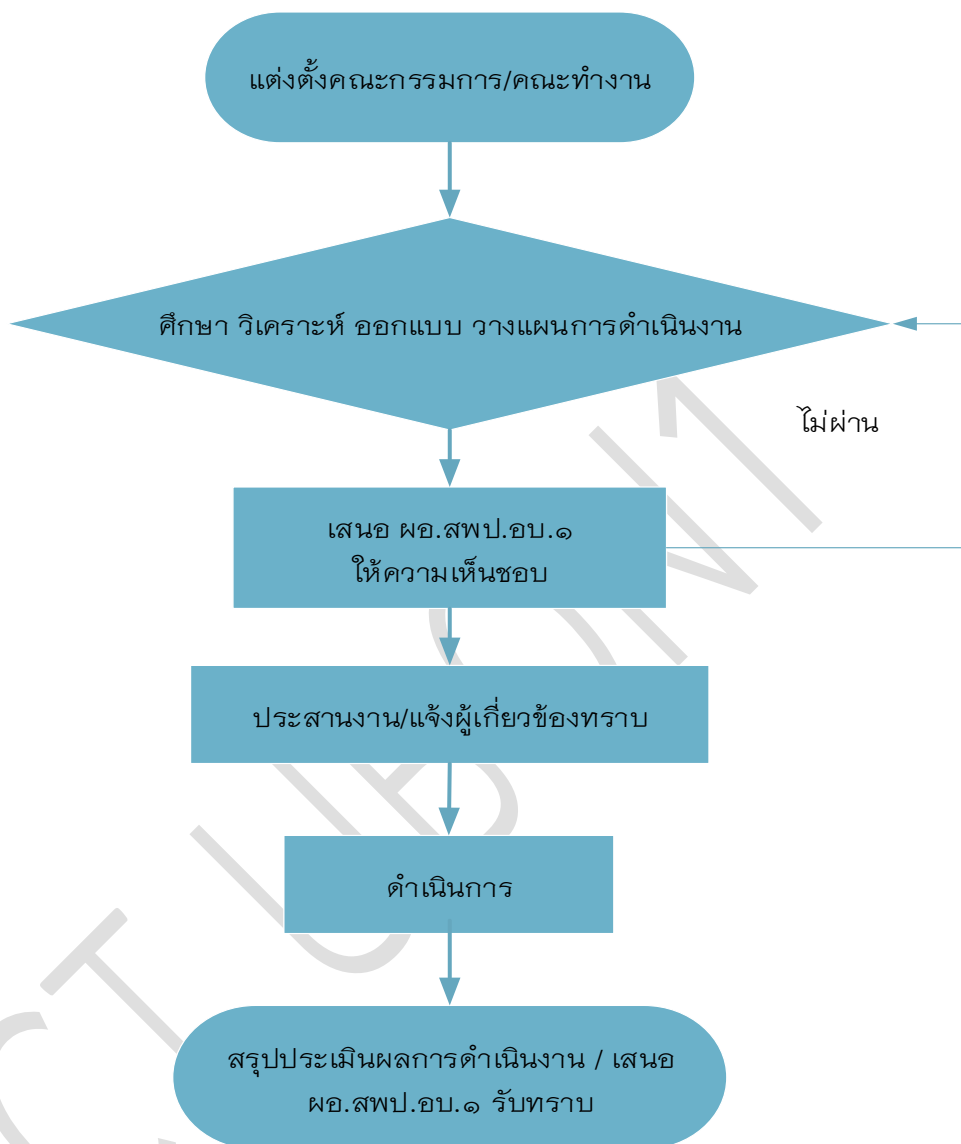 แต่งตั้งคณะกรรมการ/คณะทำงาน
ศึกษา วิเคราะห์ ออกแบบ วางแผนการดำเนินงาน
ไม่ผ่าน
เสนอ ผอ.สพป.อบ.๑
ให้ความเห็นชอบ
ประสานงาน/แจ้งผู้เกี่ยวข้องทราบ
ดำเนินการ
สรุปประเมินผลการดำเนินงาน / เสนอ
ผอ.สพป.อบ.๑ รับทราบ